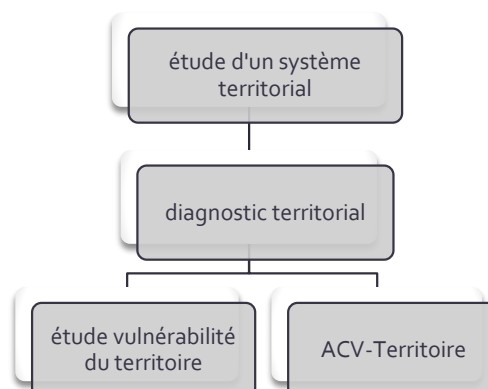 étude d'un système
territorial
diagnostic territorial
étude vulnérabilité
du territoire
ACV-Territoire